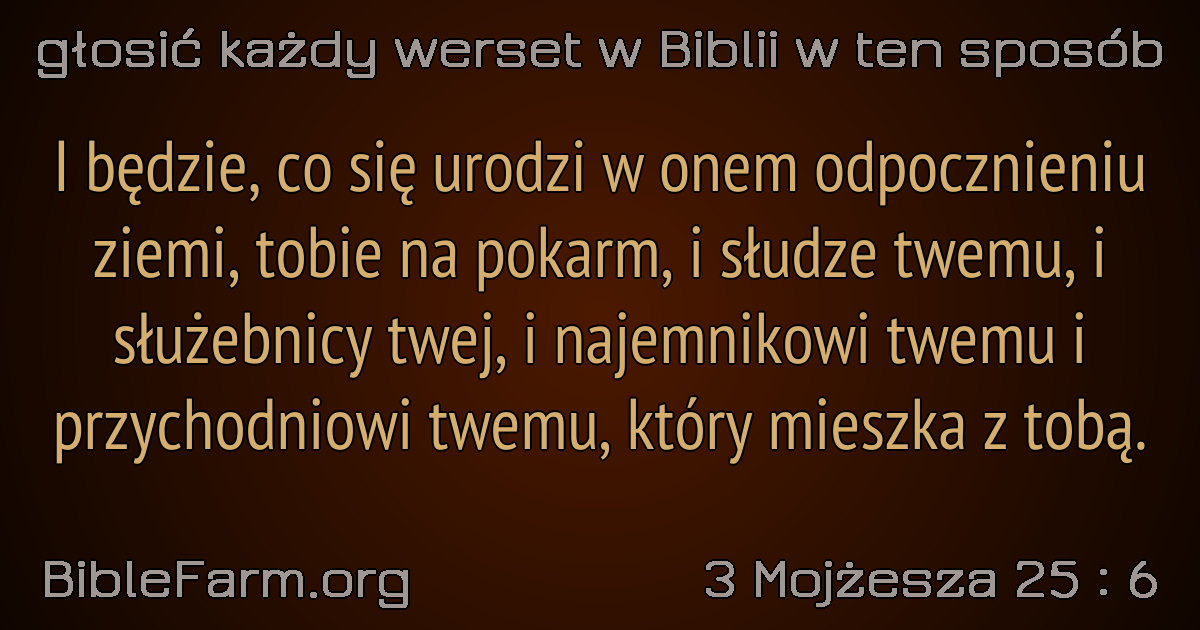 głosić każdy werset w Biblii w ten sposób
I będzie, co się urodzi w onem odpocznieniu
ziemi, tobie na pokarm, i słudze twemu, i
służebnicy twej, i najemnikowi twemu i
przychodniowi twemu, który mieszka z tobą.
BibleFarm.org
3 Mojżesza 25 : 6